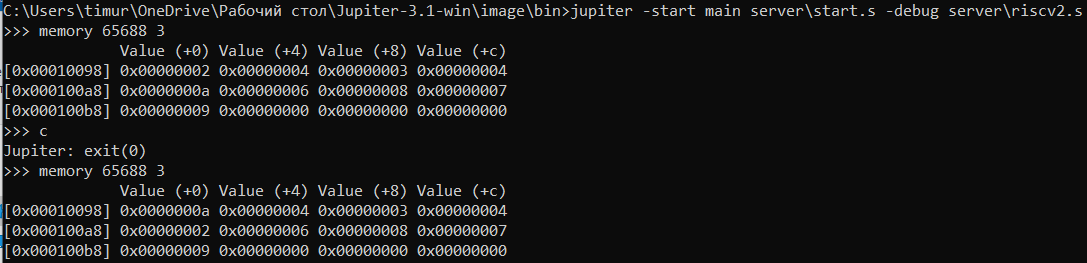 C:\Users\timur\OneDrive\Рабочий стол\Jupiter-3.1-win\image\bin>jupiter -start main server\start.s -debug server\riscv2.s
>>> memory 65688 3
Value (+0) Value (+4) Value (+8) Value (+c)
[0x00010098] 0x00000002 0x00000004 0x00000003 0x00000004
[0x000100a8] 0x0000000a 0x00000006 0x00000008 0x00000007
[0x000100b8] 0x00000009 0x00000000 0x00000000 0x00000000
>>> c
Jupiter: exit(0)
>>> memory 65688 3
Value (+0) Value (+4) Value (+8) Value (+c)
[0x00010098] 0x0000000a 0x00000004 0x00000003 0x00000004
[0x000100a8] 0x00000002 0x00000006 0x00000008 0x00000007
[0x000100b8] 0x00000009 0x00000000 0x00000000 0x00000000